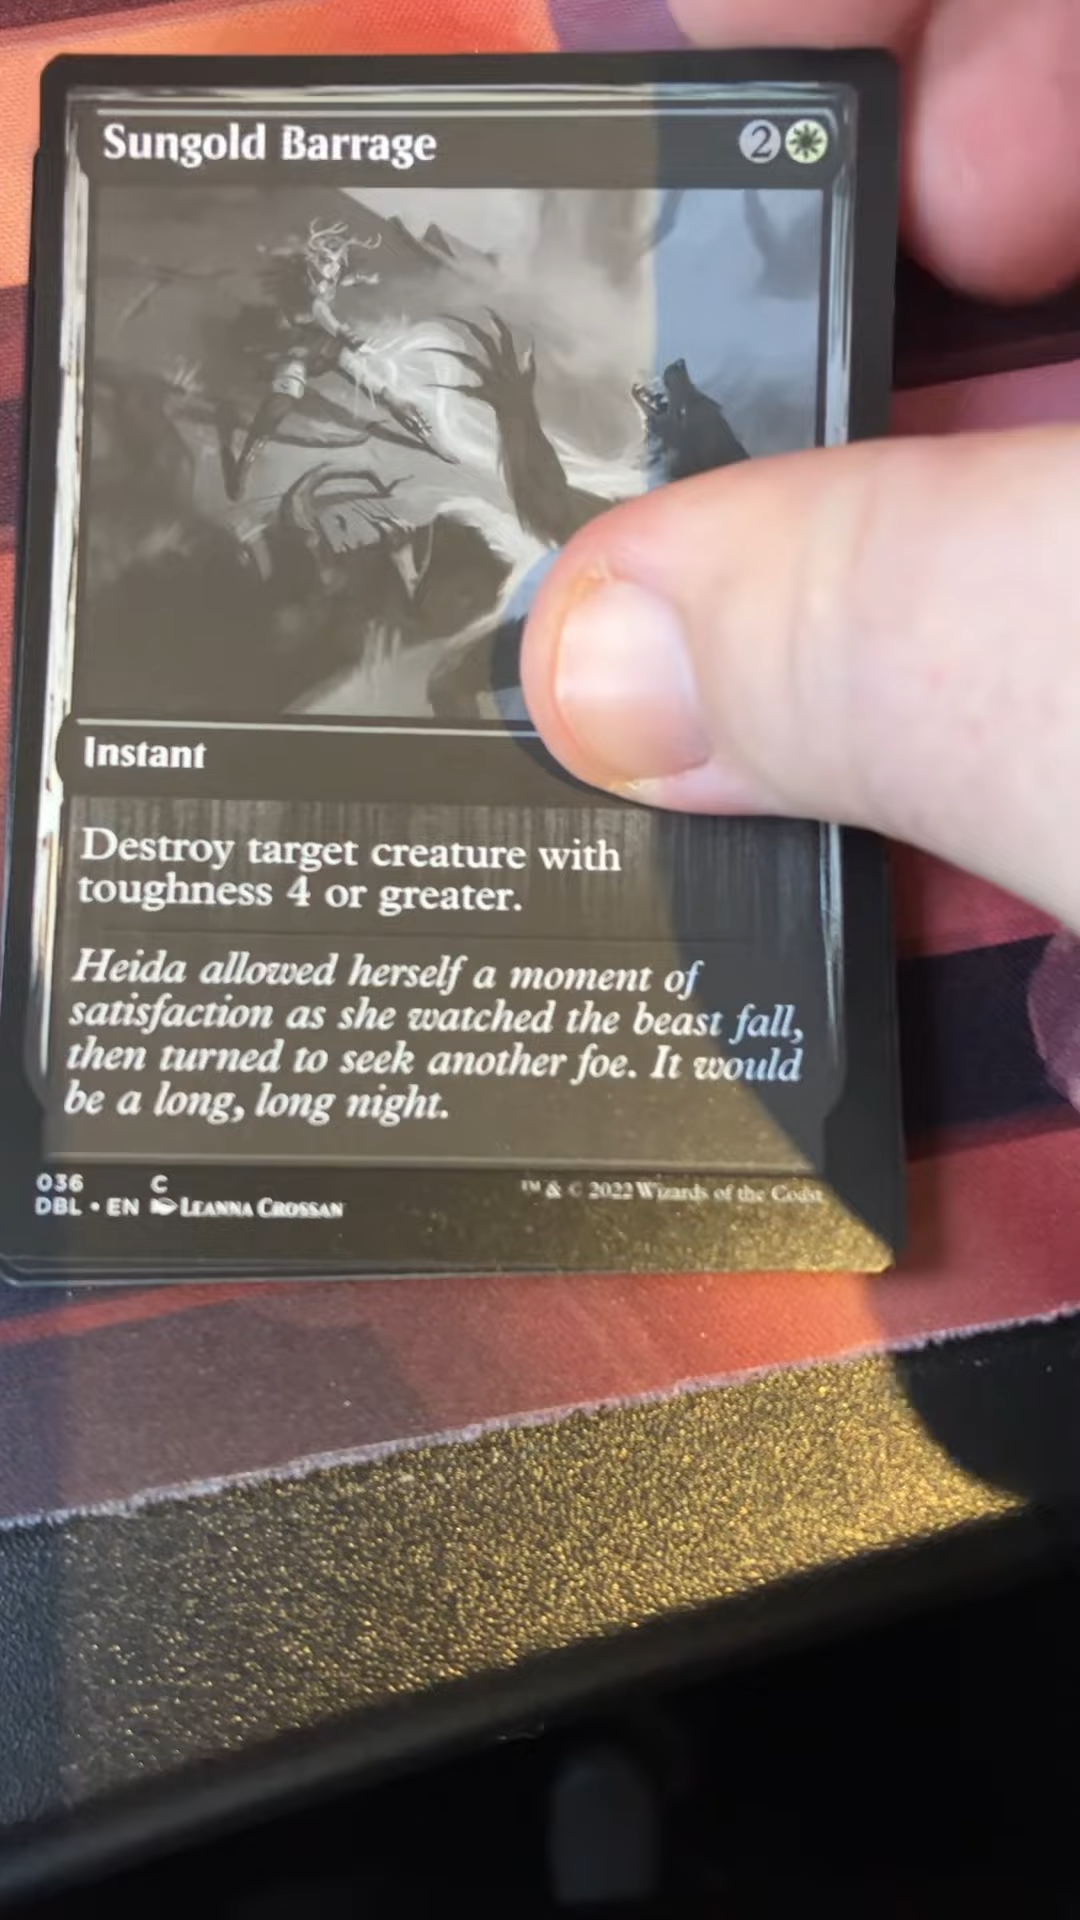 Sungold Barrage 2
Instant
Destroy target creature with
toughness 4 or greater.
Heida allowed herself a moment of
satisfaction as she watched the beast fall,
then turned to seek another foe. It would
be a long, long night.
036 C
DBL • EN Leanna Crossan
™ & © 2022 Wizards of the Coast